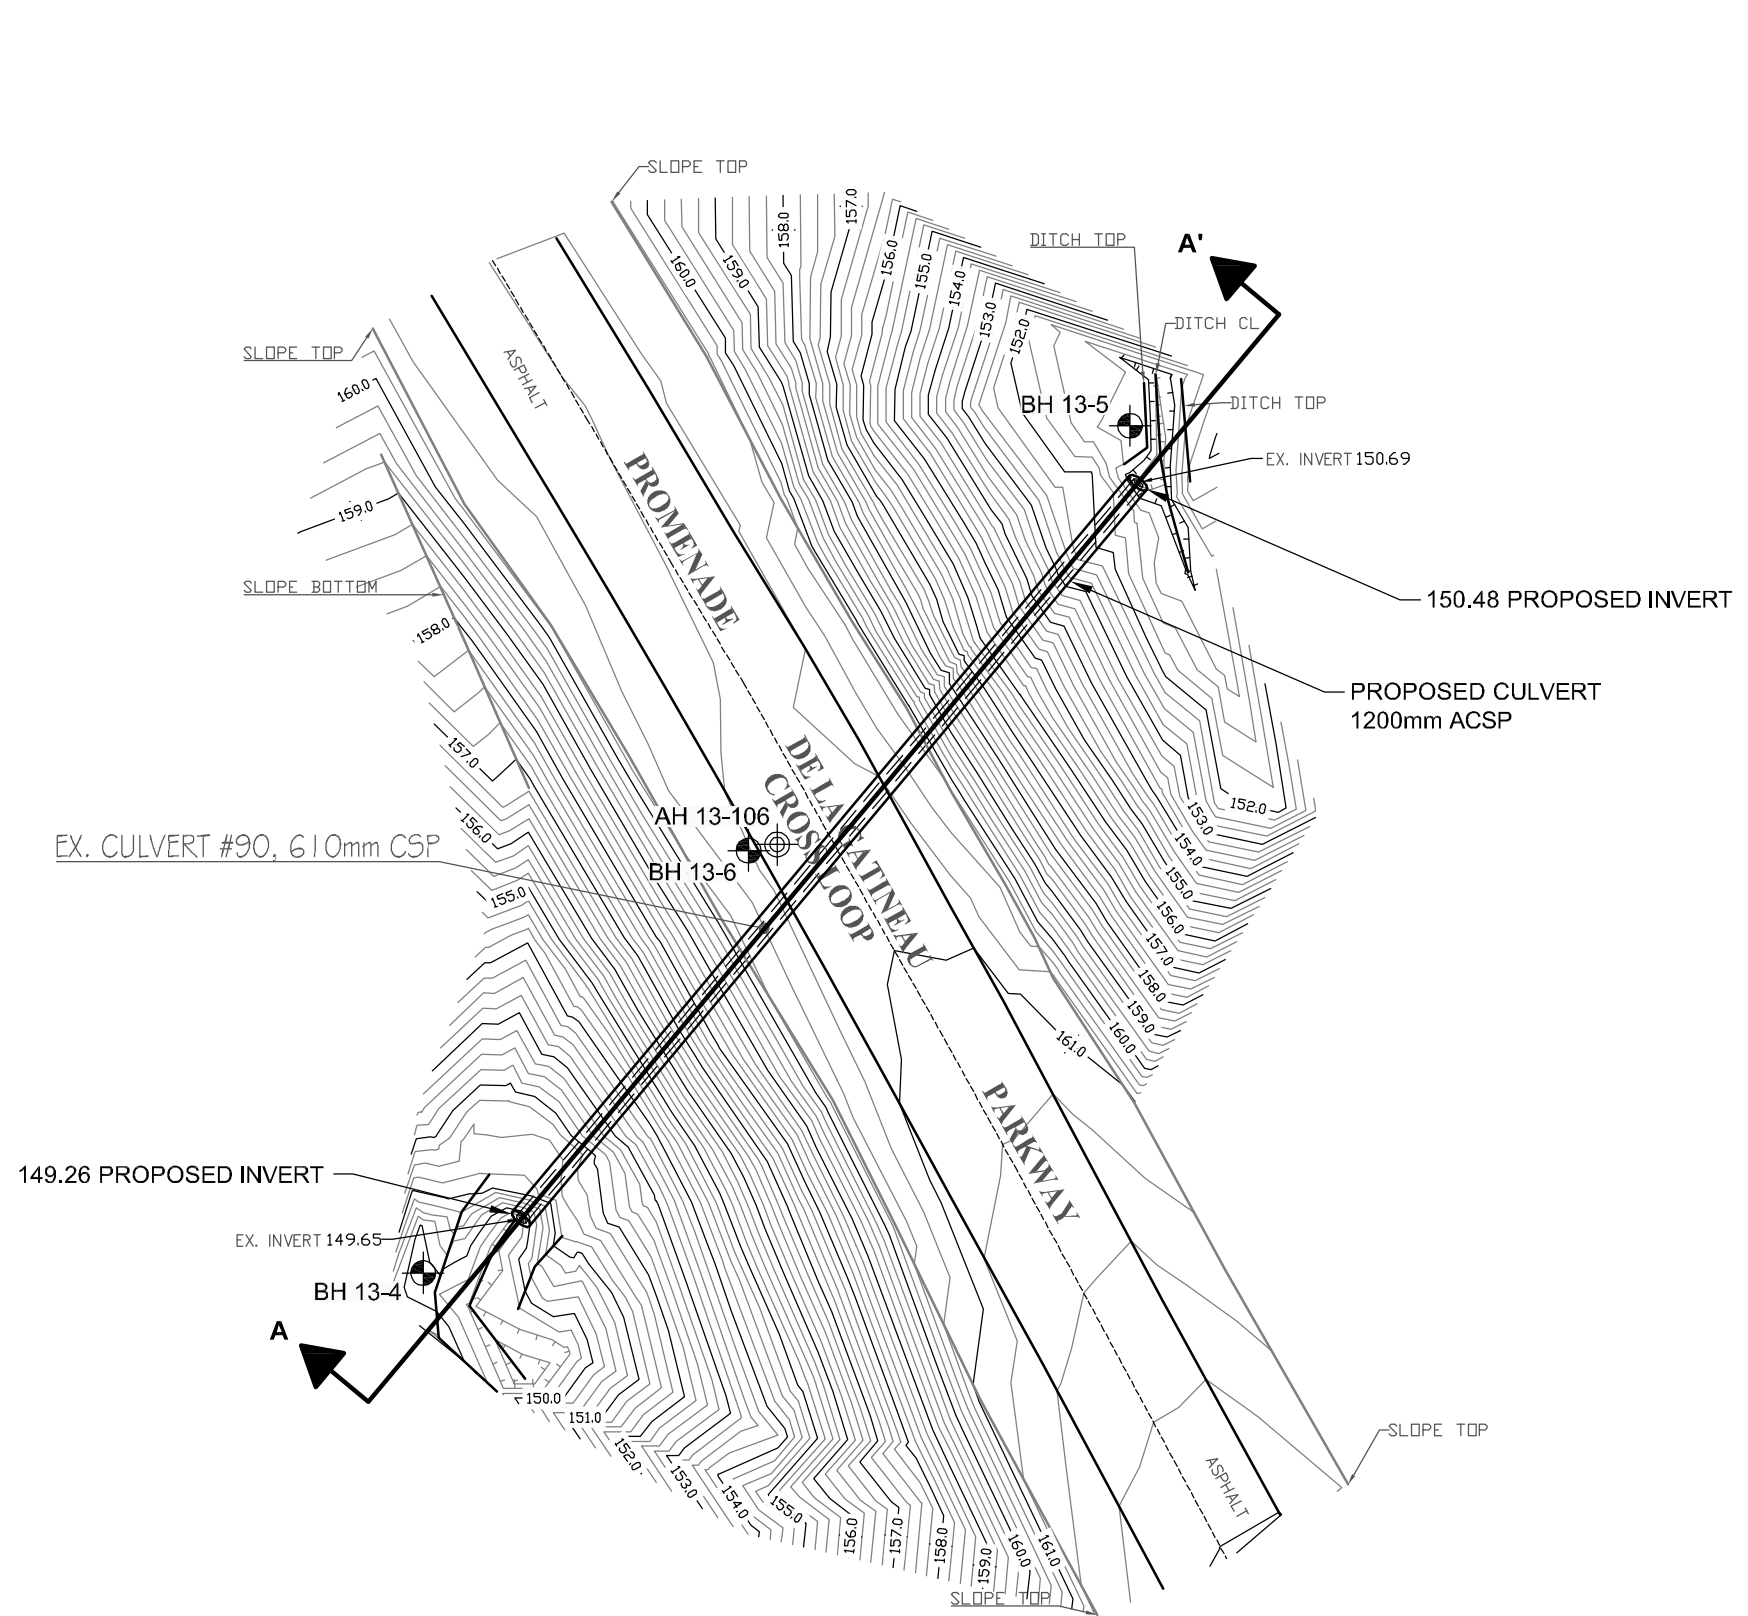 SLOPE TOP
157.0
158.0
A'
DITCH TOP
156.0
155.0
159.0
160.0
154.0
153.0
152.0
DITCH CL
SLOPE TOP
160.0
ASPHALT
BH 13-5
DITCH TOP
EX. INVERT 150.69
159.0
PROMENADE
SLOPE BOTTOM
150.48 PROPOSED INVERT
158.0
PROPOSED CULVERT
1200mm ACSP
157.0
DE LA GATINEAU
CROSS LOOP
152.0
153.0
154.0
155.0
156.0
157.0
158.0
159.0
160.0
161.0
AH 13-106
156.0
EX. CULVERT #90, 610mm CSP
BH 13-6
155.0
PARKWAY
149.26 PROPOSED INVERT
EX. INVERT 149.65
BH 13-4
A
150.0
151.0
152.0
153.0
154.0
155.0
156.0
157.0
158.0
159.0
160.0
161.0
SLOPE TOP
ASPHALT
SLOPE TOP